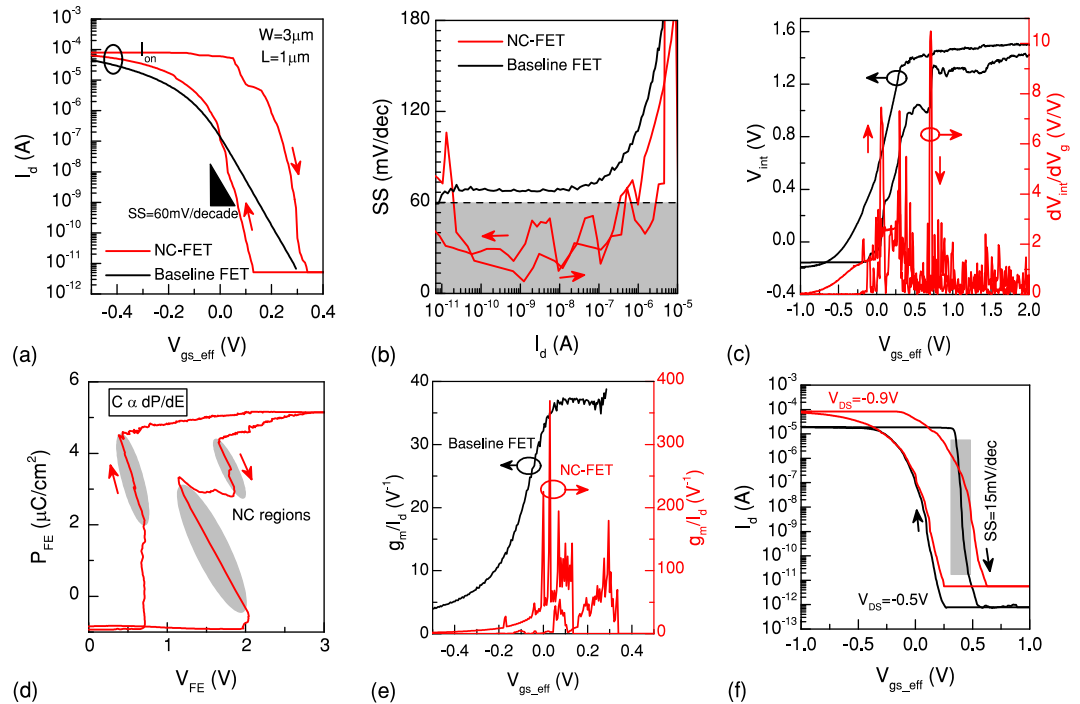 W=3μm
L=1μm
I_on
SS=60mV/decade
NC-FET
Baseline FET
10^-3
10^-4
10^-5
10^-6
10^-7
10^-8
10^-9
10^-10
10^-11
10^-12
-0.4 -0.2 0.0 0.2 0.4
I_d (A)
V_gs_eff (V)
(a)
NC-FET
Baseline FET
180
120
60
0
10^-11 10^-10 10^-9 10^-8 10^-7 10^-6 10^-5
SS (mV/dec)
I_d (A)
(b)
1.4
1.0
0.6
1.4
0.0
-0.4
10
8
6
4
2
0
-1.0 -0.5 0.0 0.5 1.0 1.5 2.0
V_int (V)
dV_int/dV_g (V/V)
V_gs_eff (V)
(c)
C α dP/dE
NC regions
6
4
2
0
0 1 2 3
P_FE (μC/cm²)
V_FE (V)
(d)
Baseline FET
NC-FET
40
30
20
10
0
400
300
200
100
0
-0.4 -0.2 0.0 0.2 0.4
g_m/I_d (V^-1)
g_m/I_d (V^-1)
V_gs_eff (V)
(e)
V_DS=-0.9V
V_DS=-0.5V
SS=15mV/dec
10^-3
10^-4
10^-5
10^-6
10^-7
10^-8
10^-9
10^-10
10^-11
10^-12
10^-13
-1.0 -0.5 0.0 0.5 1.0
I_d (A)
V_gs_eff (V)
(f)